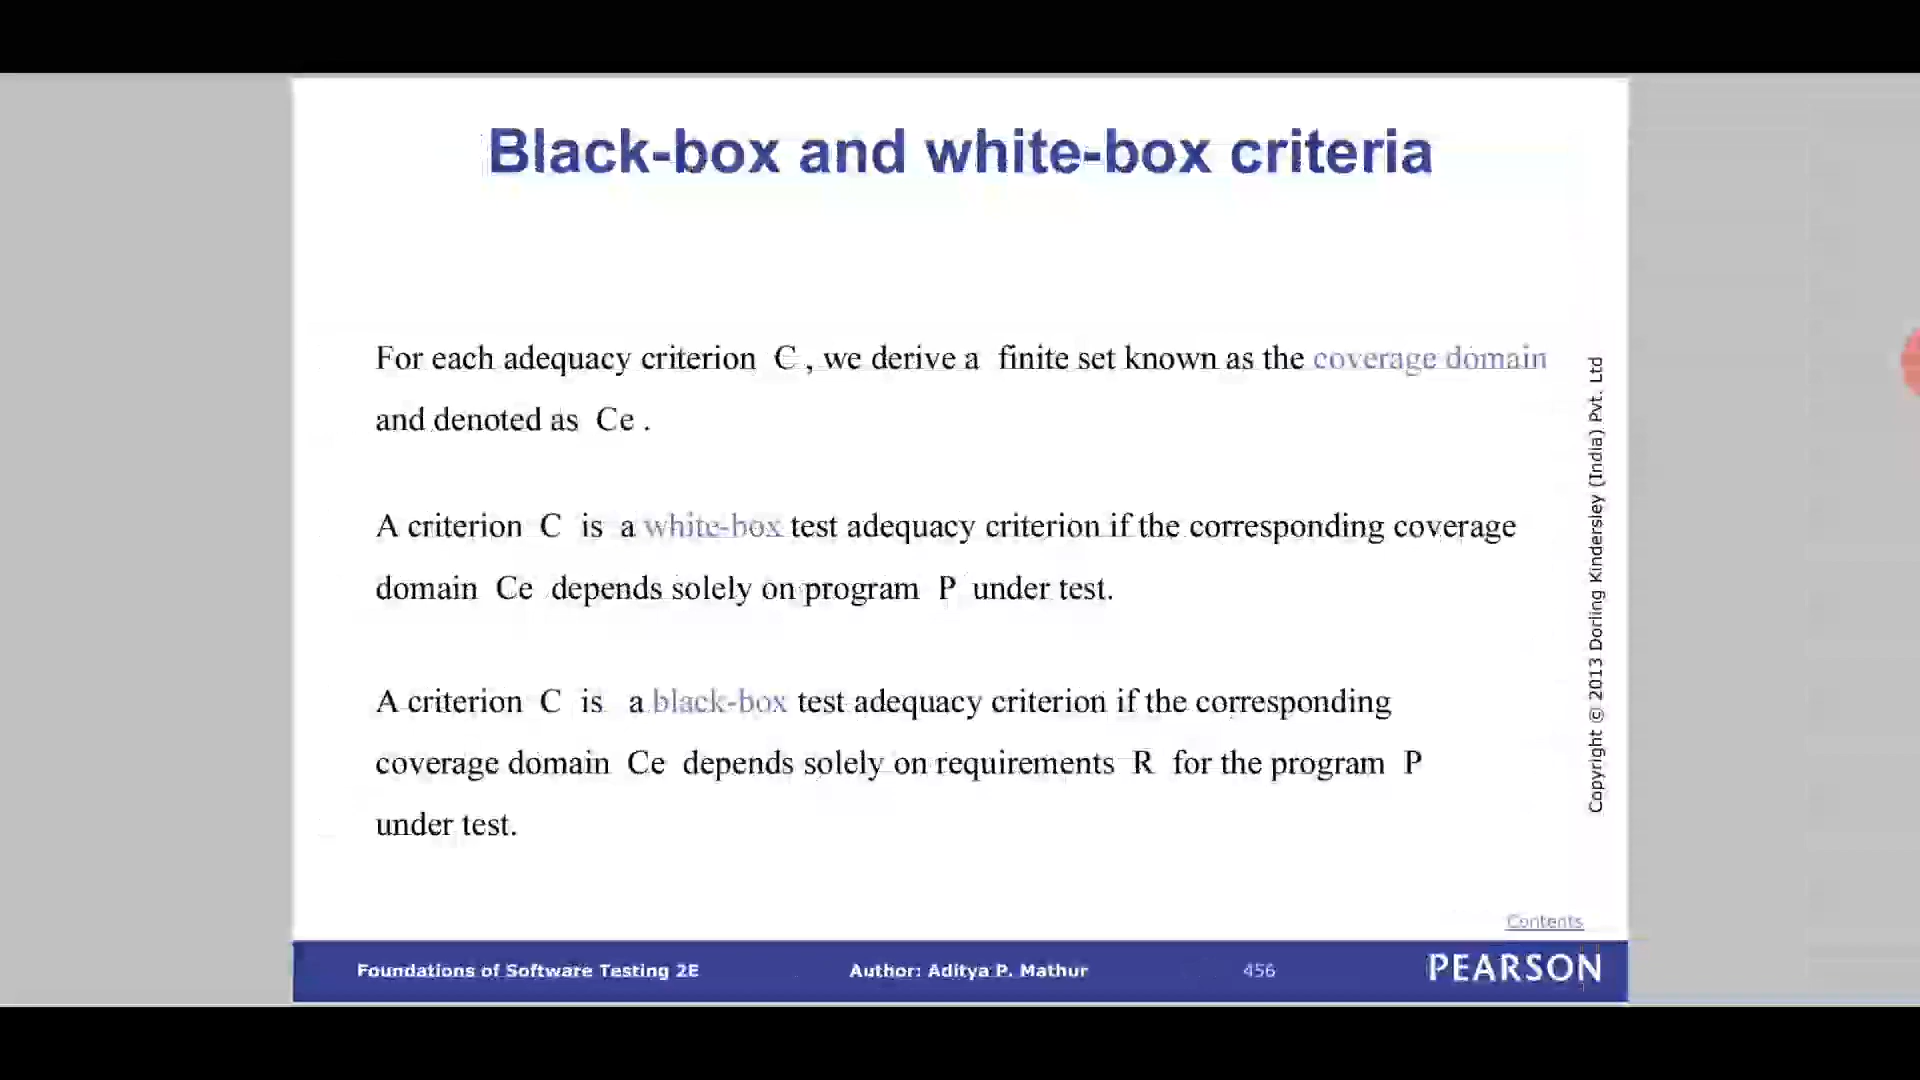 Black-box and white-box criteria
For each adequacy criterion C , we derive a finite set known as the coverage domain
and denoted as Ce .
A criterion C is a white-box test adequacy criterion if the corresponding coverage
domain Ce depends solely on program P under test.
A criterion C is a black-box test adequacy criterion if the corresponding
coverage domain Ce depends solely on requirements R for the program P
under test.
Copyright © 2013 Dorling Kindersley (India) Pvt. Ltd
Contents
Foundations of Software Testing 2E Author: Aditya P. Mathur 456 PEARSON